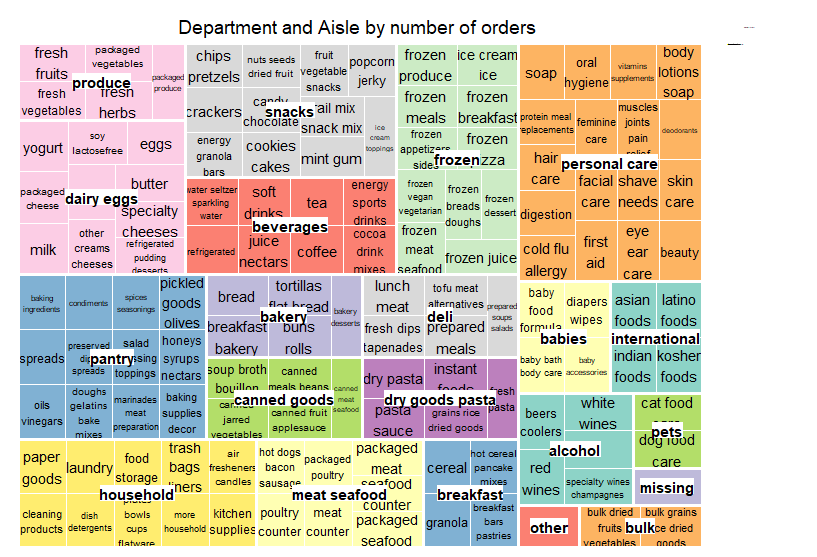 Department and Aisle by number of orders
fresh
fruits
packaged
vegetables
packaged
produce
produce
fresh
vegetables
fresh
herbs
yogurt
soy
lactosefree
eggs
packaged
cheese
butter
dairy eggs
specialty
cheeses
milk
other
creams
cheeses
refrigerated
pudding
desserts
chips
pretzels
nuts seeds
dried fruit
fruit
vegetable
snacks
popcorn
jerky
crackers
candy
chocolate
snacks
trail mix
snack mix
ice
cream
toppings
energy
granola
bars
cookies
cakes
mint gum
water seltzer
sparkling
water
soft
drinks
tea
energy
sports
drinks
beverages
refrigerated
juice
nectars
coffee
cocoa
drink
mixes
frozen
produce
ice cream
ice
frozen
meals
frozen
breakfast
frozen
appetizers
sides
frozen
pizza
frozen
frozen
vegan
vegetarian
frozen
breads
doughs
frozen
dessert
frozen
meat
seafood
frozen juice
soap
oral
hygiene
vitamins
supplements
body
lotions
soap
protein meal
replacements
feminine
care
muscles
joints
pain
relief
deodorants
hair
care
personal care
facial
care
shave
needs
skin
care
digestion
cold flu
allergy
first
aid
eye
ear
care
beauty
baking
ingredients
condiments
spices
seasonings
pickled
goods
olives
spreads
preserved
dips
spreads
pantry
salad
dressing
toppings
honeys
syrups
nectars
oils
vinegars
doughs
gelatins
bake
mixes
marinades
meat
preparation
baking
supplies
decor
bread
tortillas
flat bread
bakery
desserts
bakery
breakfast
bakery
buns
rolls
lunch
meat
tofu meat
alternatives
prepared
soups
salads
deli
fresh dips
tapenades
prepared
meals
baby
food
formula
diapers
wipes
babies
baby bath
body care
baby
accessories
asian
foods
latino
foods
international
indian
foods
kosher
foods
soup broth
bouillon
canned
meals beans
canned
meat
seafood
canned goods
canned
jarred
vegetables
canned fruit
applesauce
dry pasta
instant
foods
fresh
pasta
dry goods pasta
pasta
sauce
grains rice
dried goods
beers
coolers
white
wines
alcohol
red
wines
specialty wines
champagnes
cat food
care
pets
dog food
care
missing
paper
goods
laundry
food
storage
trash
bags
liners
air
fresheners
candles
household
cleaning
products
dish
detergents
plates
bowls
cups
flatware
more
household
kitchen
supplies
hot dogs
bacon
sausage
packaged
poultry
packaged
meat
seafood
counter
meat seafood
poultry
counter
meat
counter
packaged
seafood
cereal
hot cereal
pancake
mixes
breakfast
granola
breakfast
bars
pastries
other
bulk dried
fruits
vegetables
bulk
bulk grains
rice dried
goods